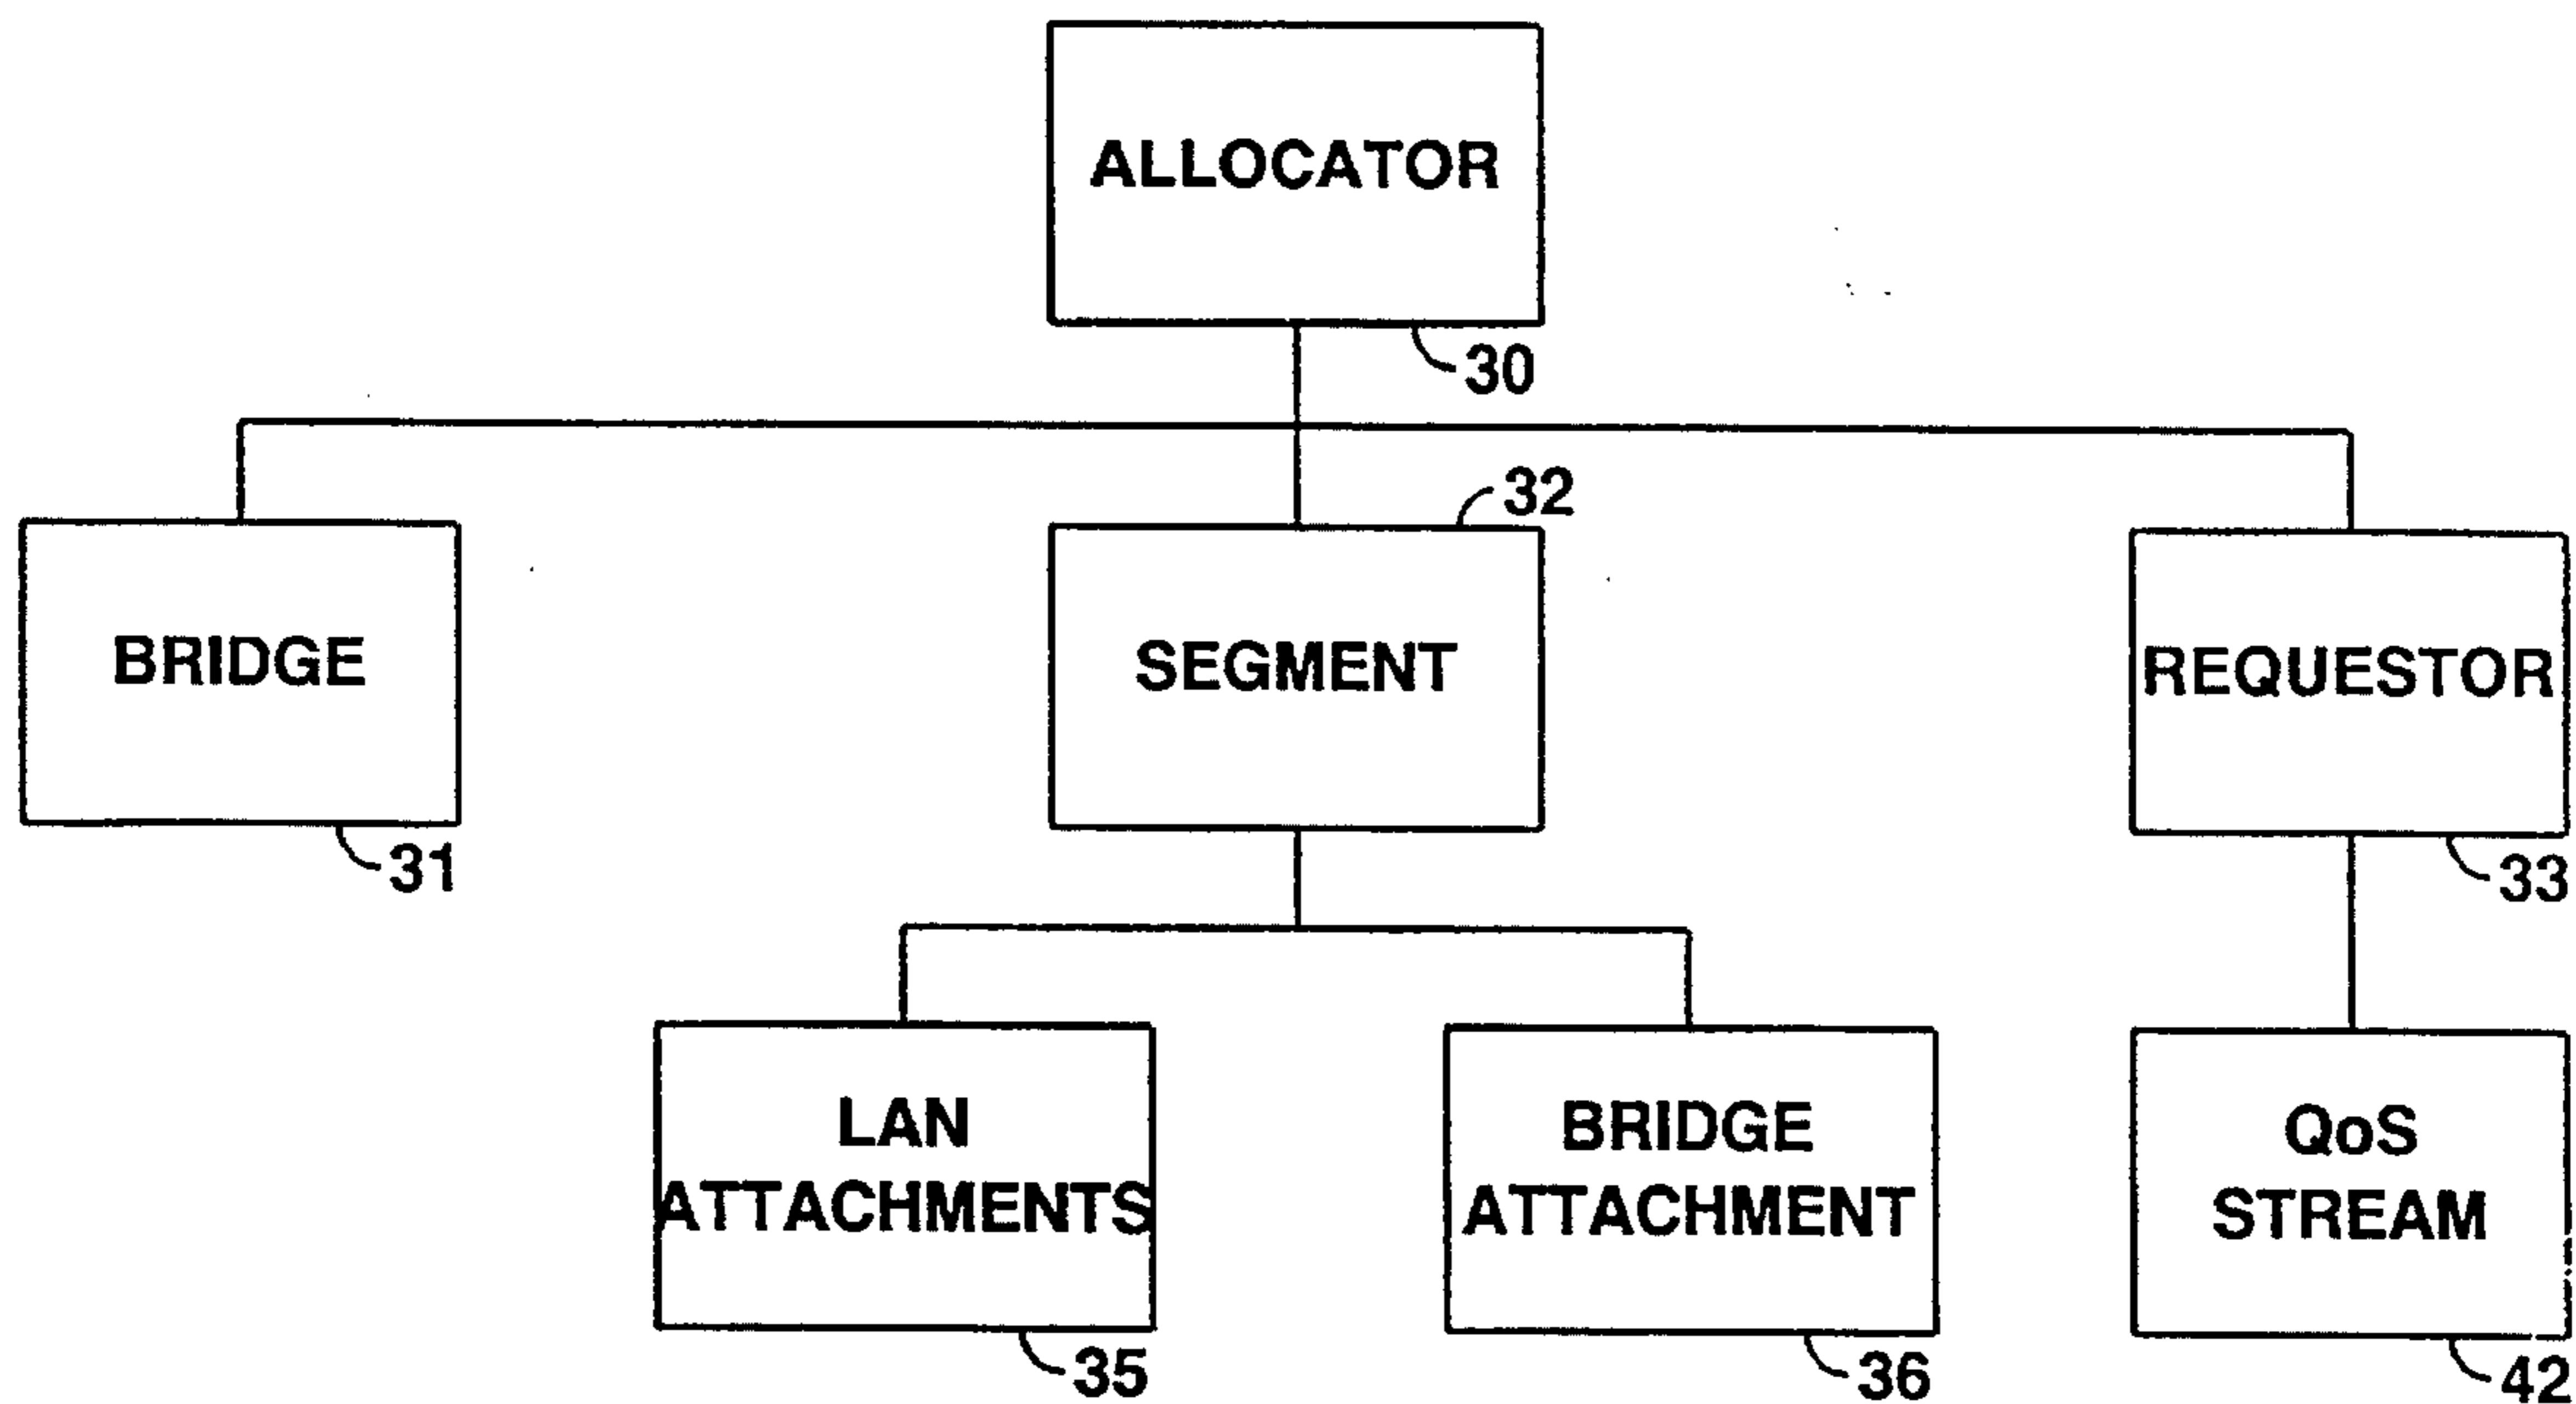 ALLOCATOR
30
32
BRIDGE
SEGMENT
REQUESTOR
31
33
LAN
ATTACHMENTS
BRIDGE
ATTACHMENT
QoS
STREAM
35
36
42